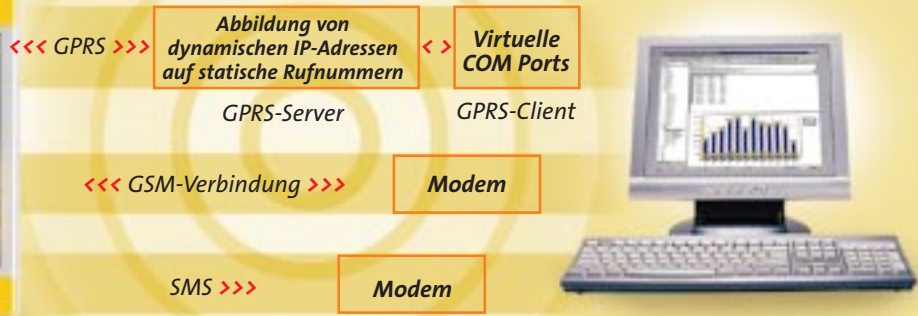 <<< GPRS >>>
Abbildung von
dynamischen IP-Adressen
auf statische Rufnummern
< >
Virtuelle
COM Ports
GPRS-Server
GPRS-Client
<<< GSM-Verbindung >>>
Modem
SMS >>>
Modem